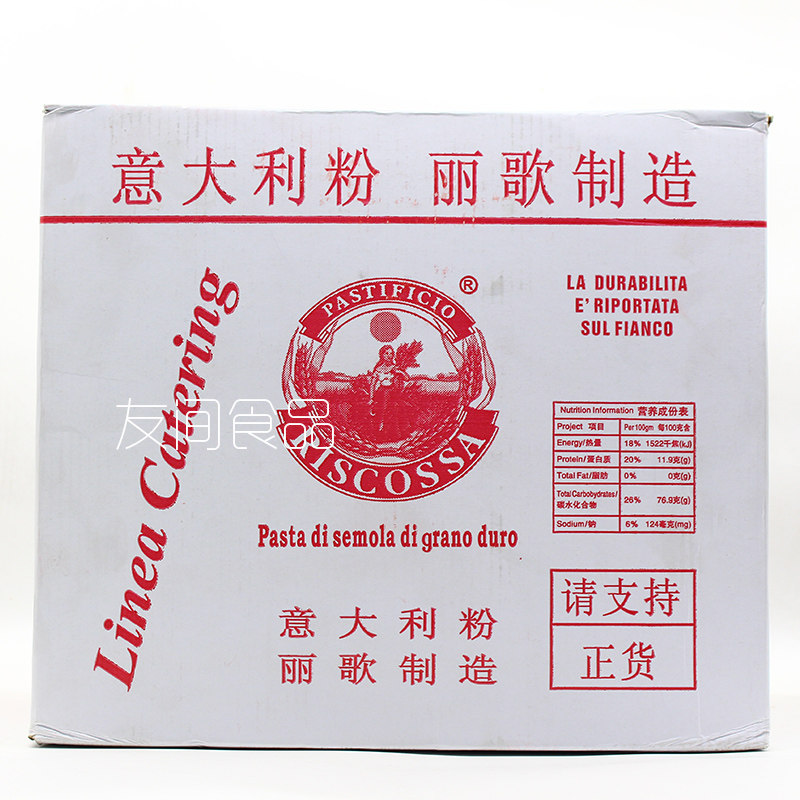 意大利粉 丽歌制造
Linea Catering
PASTIFICIO
®
RISCOSSA
Pasta di semola di grano duro
LA DURABILITA
E' RIPORTATA
SUL FIANCO
Nutrition Information 营养成份表
Project 项目 Per 100gm 每100克含
Energy/热量 18% 1522千焦(kJ)
Protein/蛋白质 20% 11.9克(g)
Total Fat/脂肪 0% 0克(g)
Total Carbohydrates/
碳水化合物 26% 76.9克(g)
Sodium/钠 6% 124毫克(mg)
友间食品
意大利粉
丽歌制造
请支持
正货